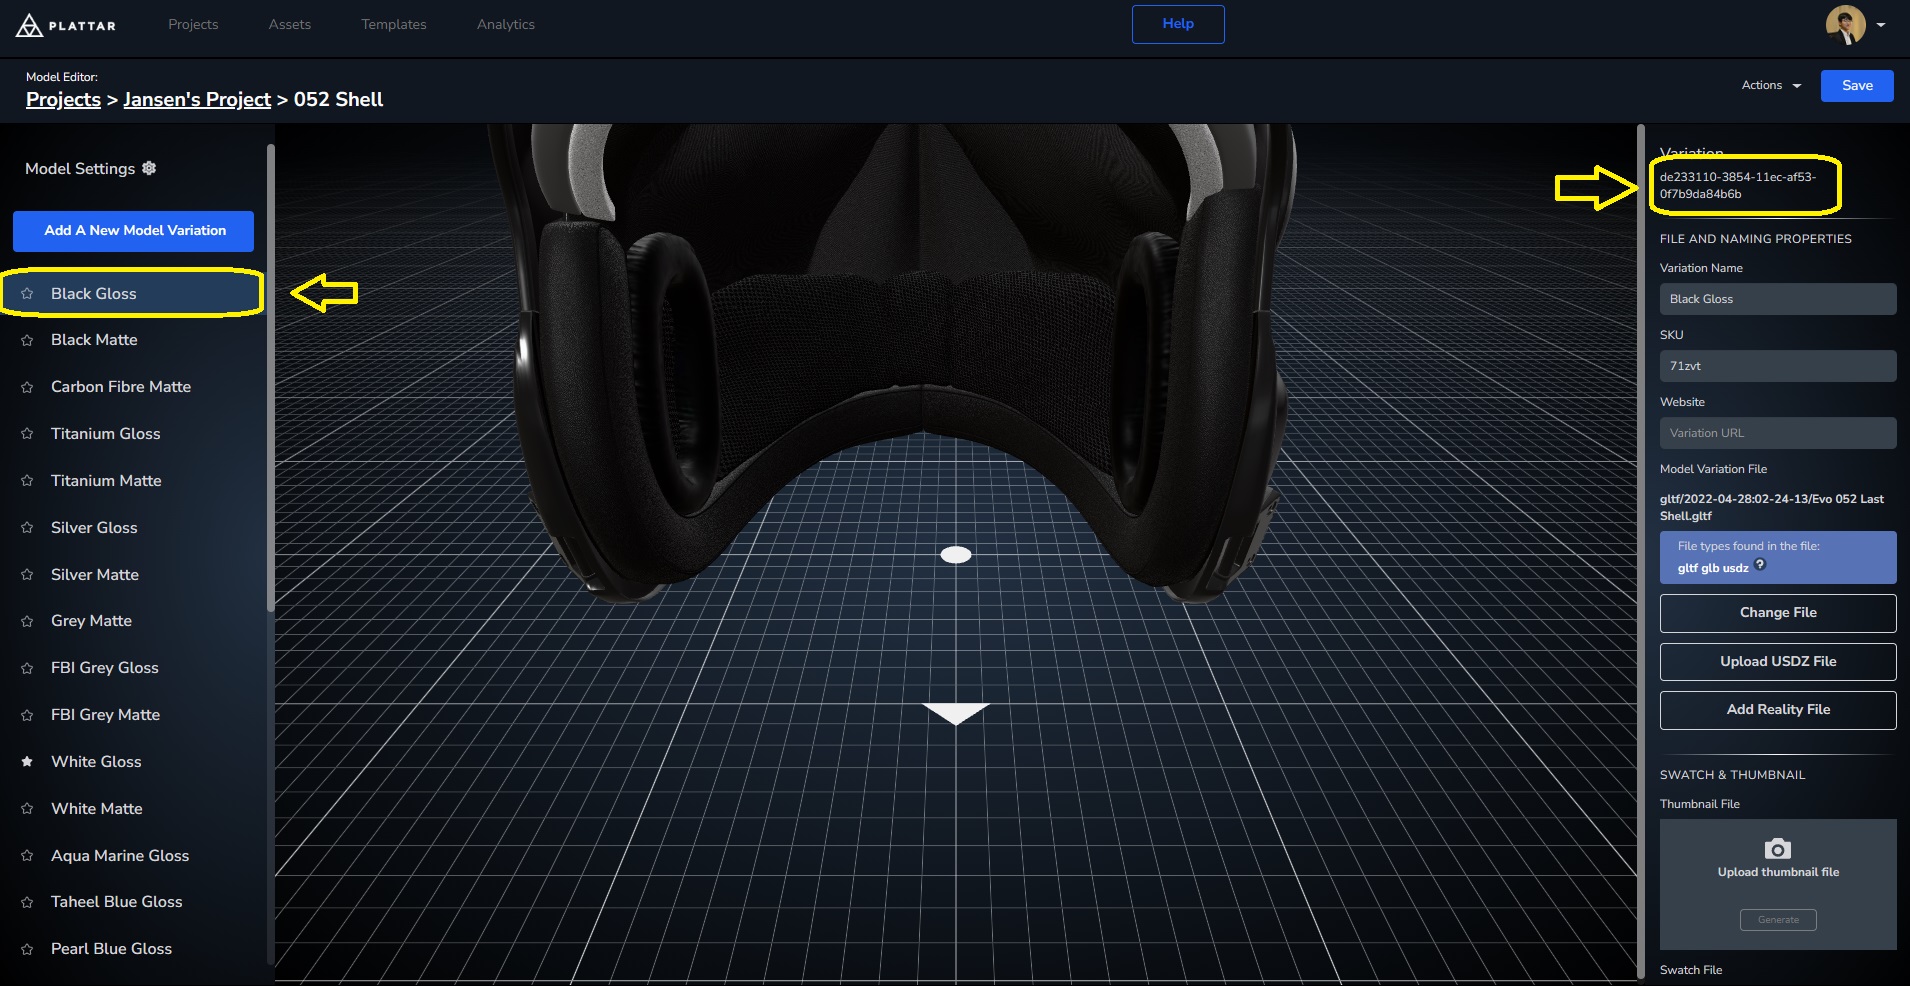 PLATTAR
Projects
Assets
Templates
Analytics
Help
Model Editor:
Projects > Jansen's Project > 052 Shell
Actions
Save
Model Settings
Add A New Model Variation
Black Gloss
Black Matte
Carbon Fibre Matte
Titanium Gloss
Titanium Matte
Silver Gloss
Silver Matte
Grey Matte
FBI Grey Gloss
FBI Grey Matte
White Gloss
White Matte
Aqua Marine Gloss
Taheel Blue Gloss
Pearl Blue Gloss
Variation
de233110-3854-11ec-af53-
0f7b9da84b6b
FILE AND NAMING PROPERTIES
Variation Name
Black Gloss
SKU
71zvt
Website
Variation URL
Model Variation File
gltf/2022-04-28:02-24-13/Evo 052 Last
Shell.gltf
File types found in the file:
gltf glb usdz ?
Change File
Upload USDZ File
Add Reality File
SWATCH & THUMBNAIL
Thumbnail File
Upload thumbnail file
Generate
Swatch File